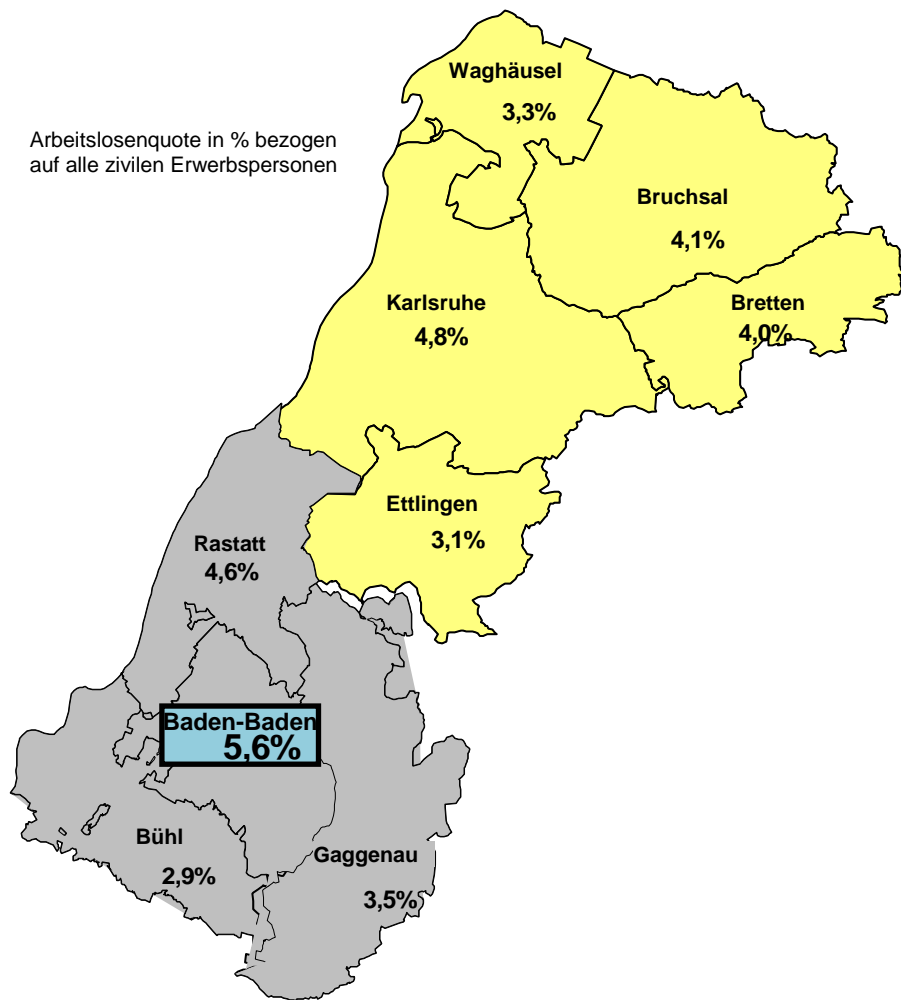 Waghäusel
3,3%
Arbeitslosenquote in % bezogen
auf alle zivilen Erwerbspersonen
Bruchsal
4,1%
Karlsruhe
4,8%
Bretten
4,0%
Ettlingen
3,1%
Rastatt
4,6%
Baden-Baden
5,6%
Bühl
2,9%
Gaggenau
3,5%